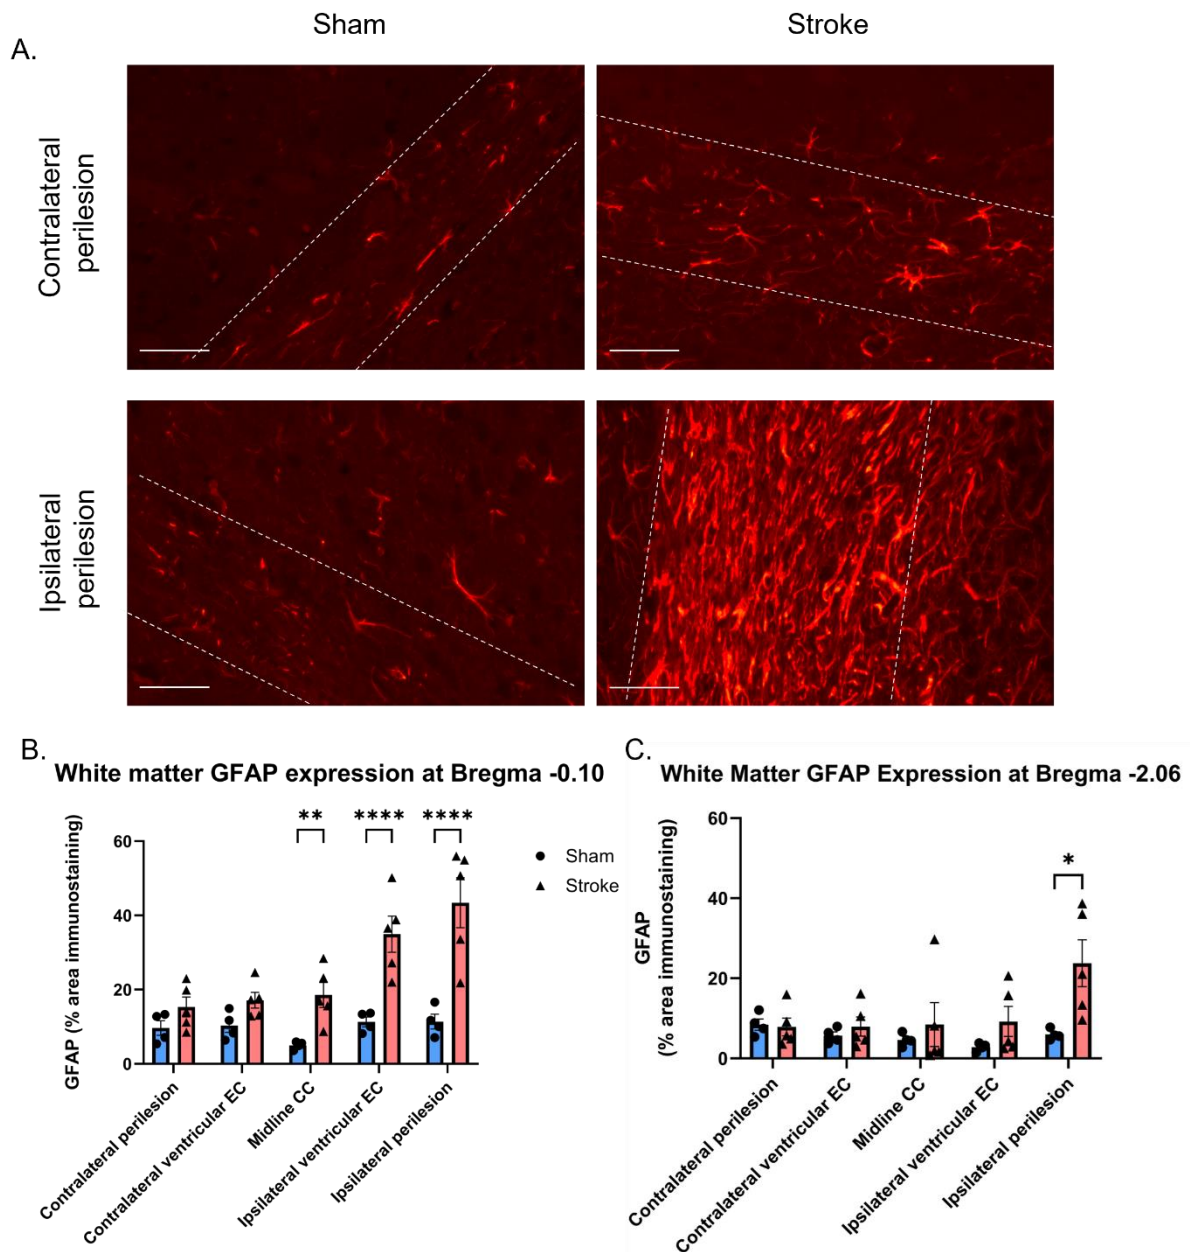 Sham
Stroke
A.
Contralateral
perilesion
Ipsilateral
perilesion
B.
White matter GFAP expression at Bregma -0.10
GFAP (% area immunostaining)
60
40
20
0
**
****
****
Sham
Stroke
Contralateral perilesion
Contralateral ventricular EC
Midline CC
Ipsilateral ventricular EC
Ipsilateral perilesion
C.
White Matter GFAP Expression at Bregma -2.06
GFAP
(% area immunostaining)
60
40
20
0
*
Contralateral perilesion
Contralateral ventricular EC
Midline CC
Ipsilateral ventricular EC
Ipsilateral perilesion